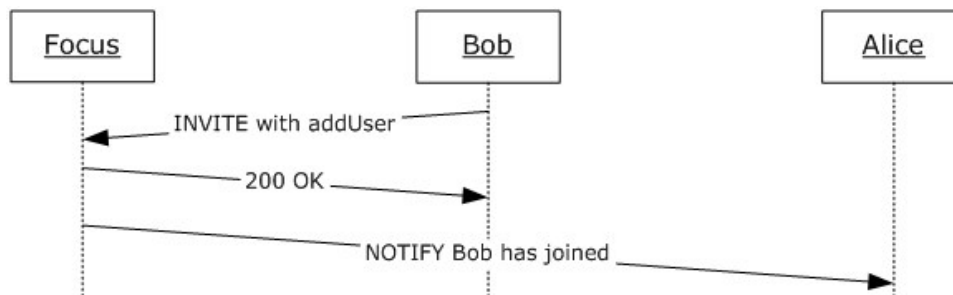 Focus
Bob
Alice
INVITE with addUser
200 OK
NOTIFY Bob has joined